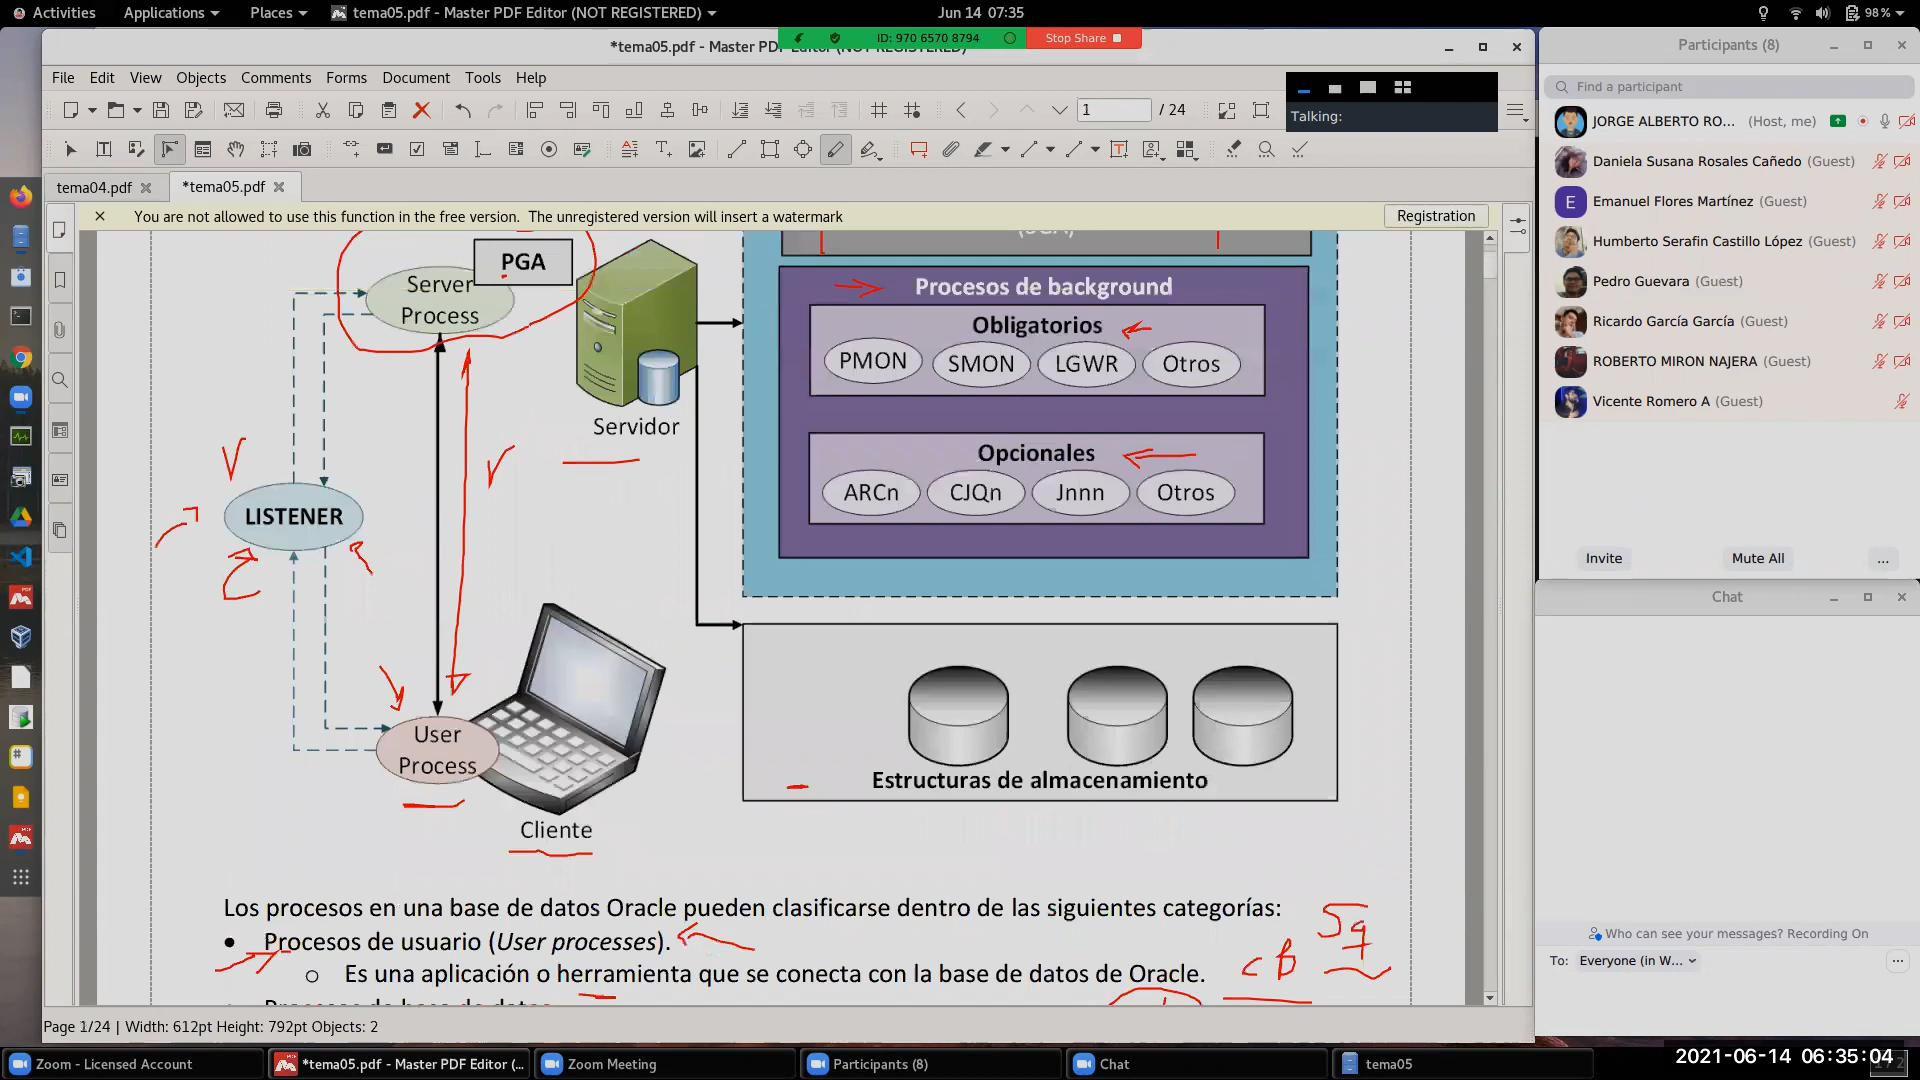 Activities Applications Places tema05.pdf - Master PDF Editor (NOT REGISTERED) Jun 14 07:35 98%
*tema05.pdf - Master PDF Editor (NOT REGISTERED)
ID: 970 6570 8794 Stop Share
File Edit View Objects Comments Forms Document Tools Help
1 / 24
Talking:
tema04.pdf *tema05.pdf
You are not allowed to use this function in the free version. The unregistered version will insert a watermark
Registration
(SGA)
PGA
Server
Process
Servidor
Procesos de background
Obligatorios
PMON SMON LGWR Otros
Opcionales
ARCn CJQn Jnnn Otros
LISTENER
User
Process
Cliente
Estructuras de almacenamiento
Los procesos en una base de datos Oracle pueden clasificarse dentro de las siguientes categorías:
• Procesos de usuario (User processes).
o Es una aplicación o herramienta que se conecta con la base de datos de Oracle.
Procesos de base de datos
Page 1/24 | Width: 612pt Height: 792pt Objects: 2
Participants (8)
Find a participant
JORGE ALBERTO RO... (Host, me)
Daniela Susana Rosales Cañedo (Guest)
E Emanuel Flores Martínez (Guest)
Humberto Serafin Castillo López (Guest)
Pedro Guevara (Guest)
Ricardo García García (Guest)
ROBERTO MIRON NAJERA (Guest)
Vicente Romero A (Guest)
Invite Mute All ...
Chat
Who can see your messages? Recording On
To: Everyone (in W...
Zoom - Licensed Account *tema05.pdf - Master PDF Editor (... Zoom Meeting Participants (8) Chat tema05
2021-06-14 06:35:04